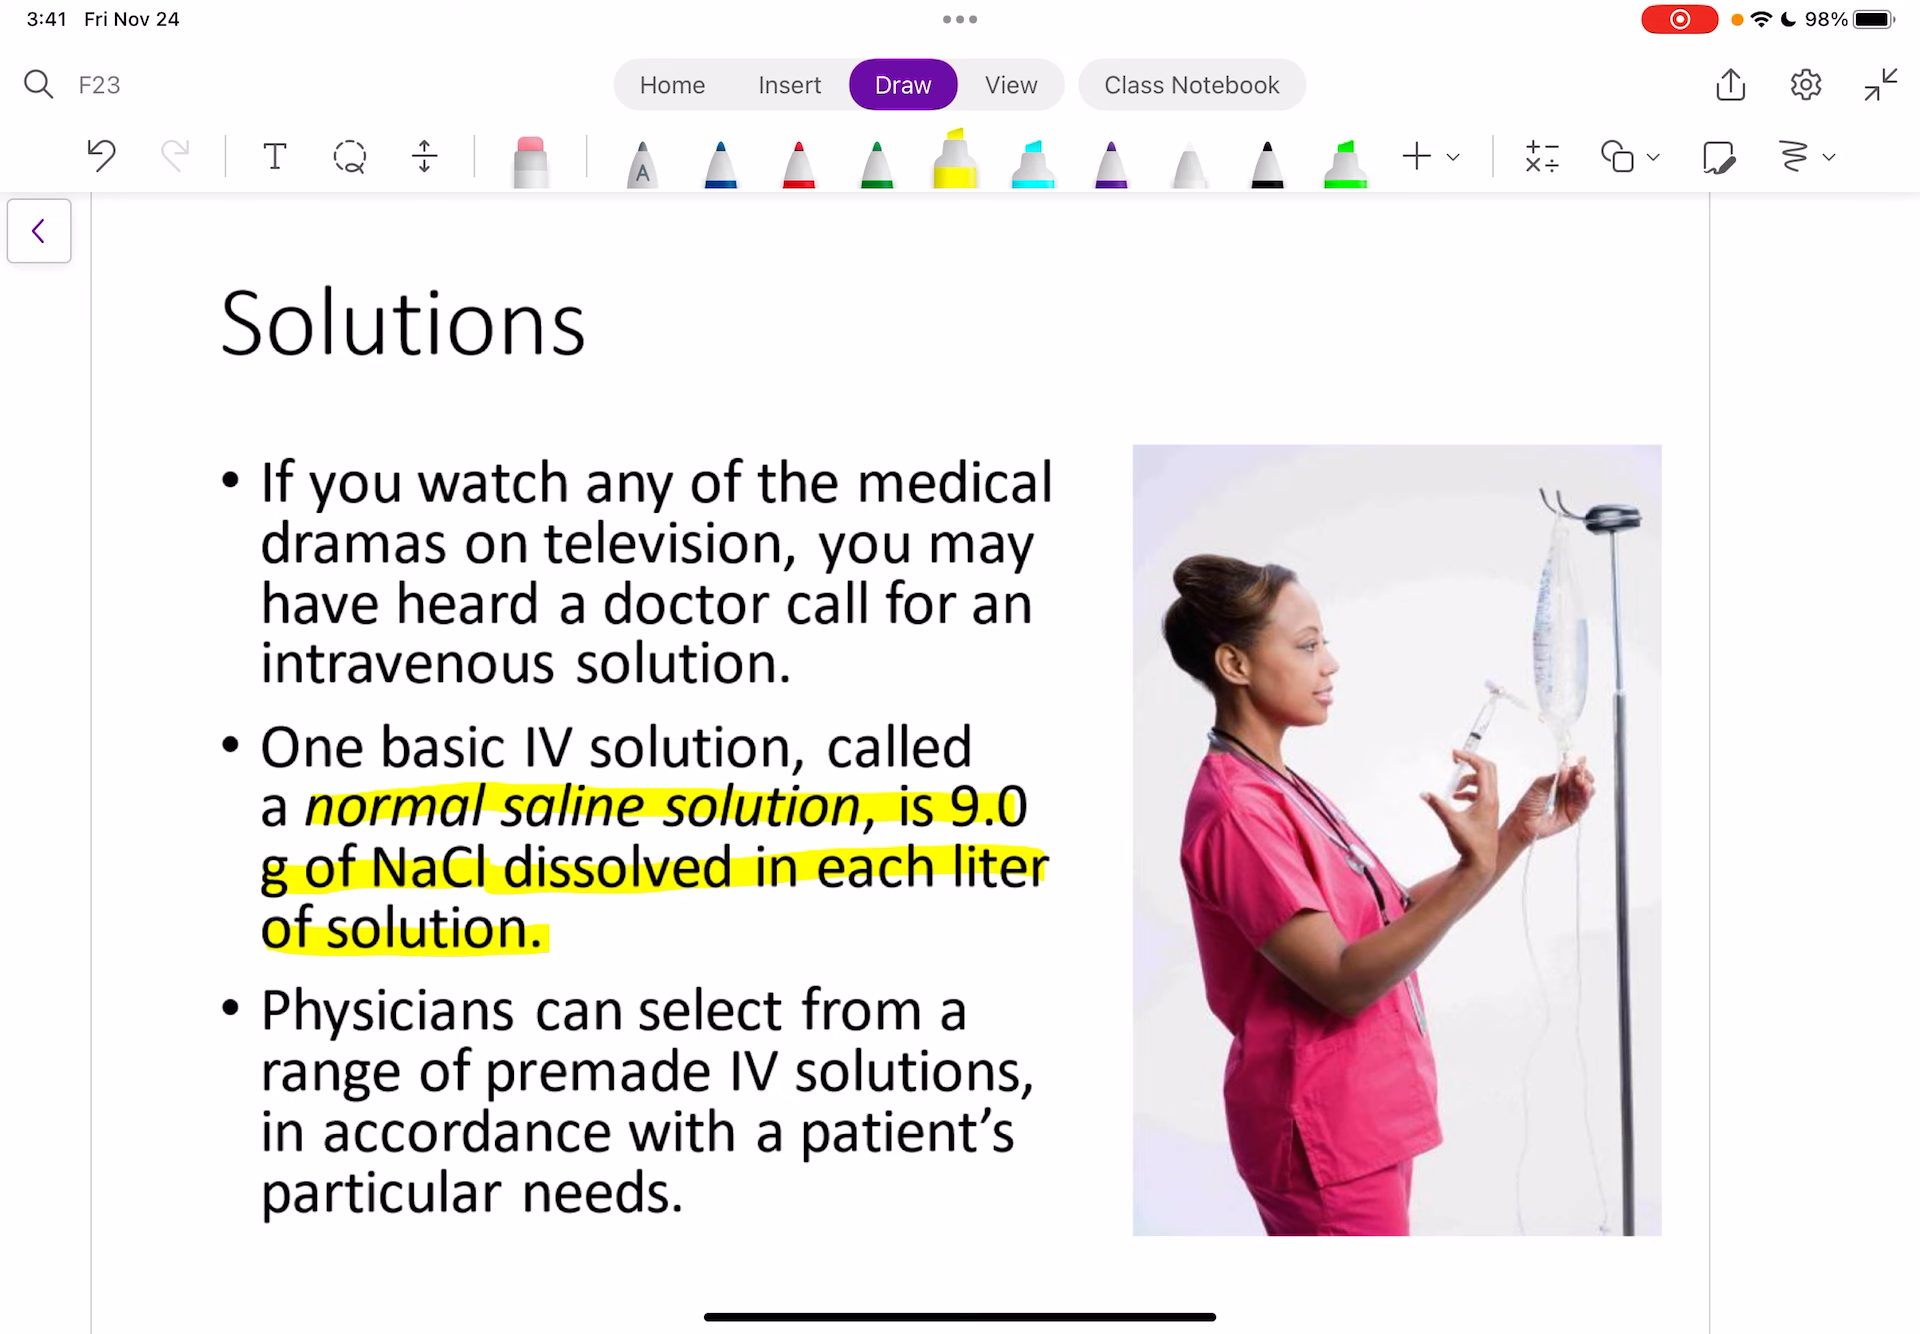 3:41 Fri Nov 24
98%
F23
Home Insert Draw View Class Notebook
T
A
Solutions
• If you watch any of the medical
dramas on television, you may
have heard a doctor call for an
intravenous solution.
• One basic IV solution, called
a normal saline solution, is 9.0
g of NaCl dissolved in each liter
of solution.
• Physicians can select from a
range of premade IV solutions,
in accordance with a patient’s
particular needs.